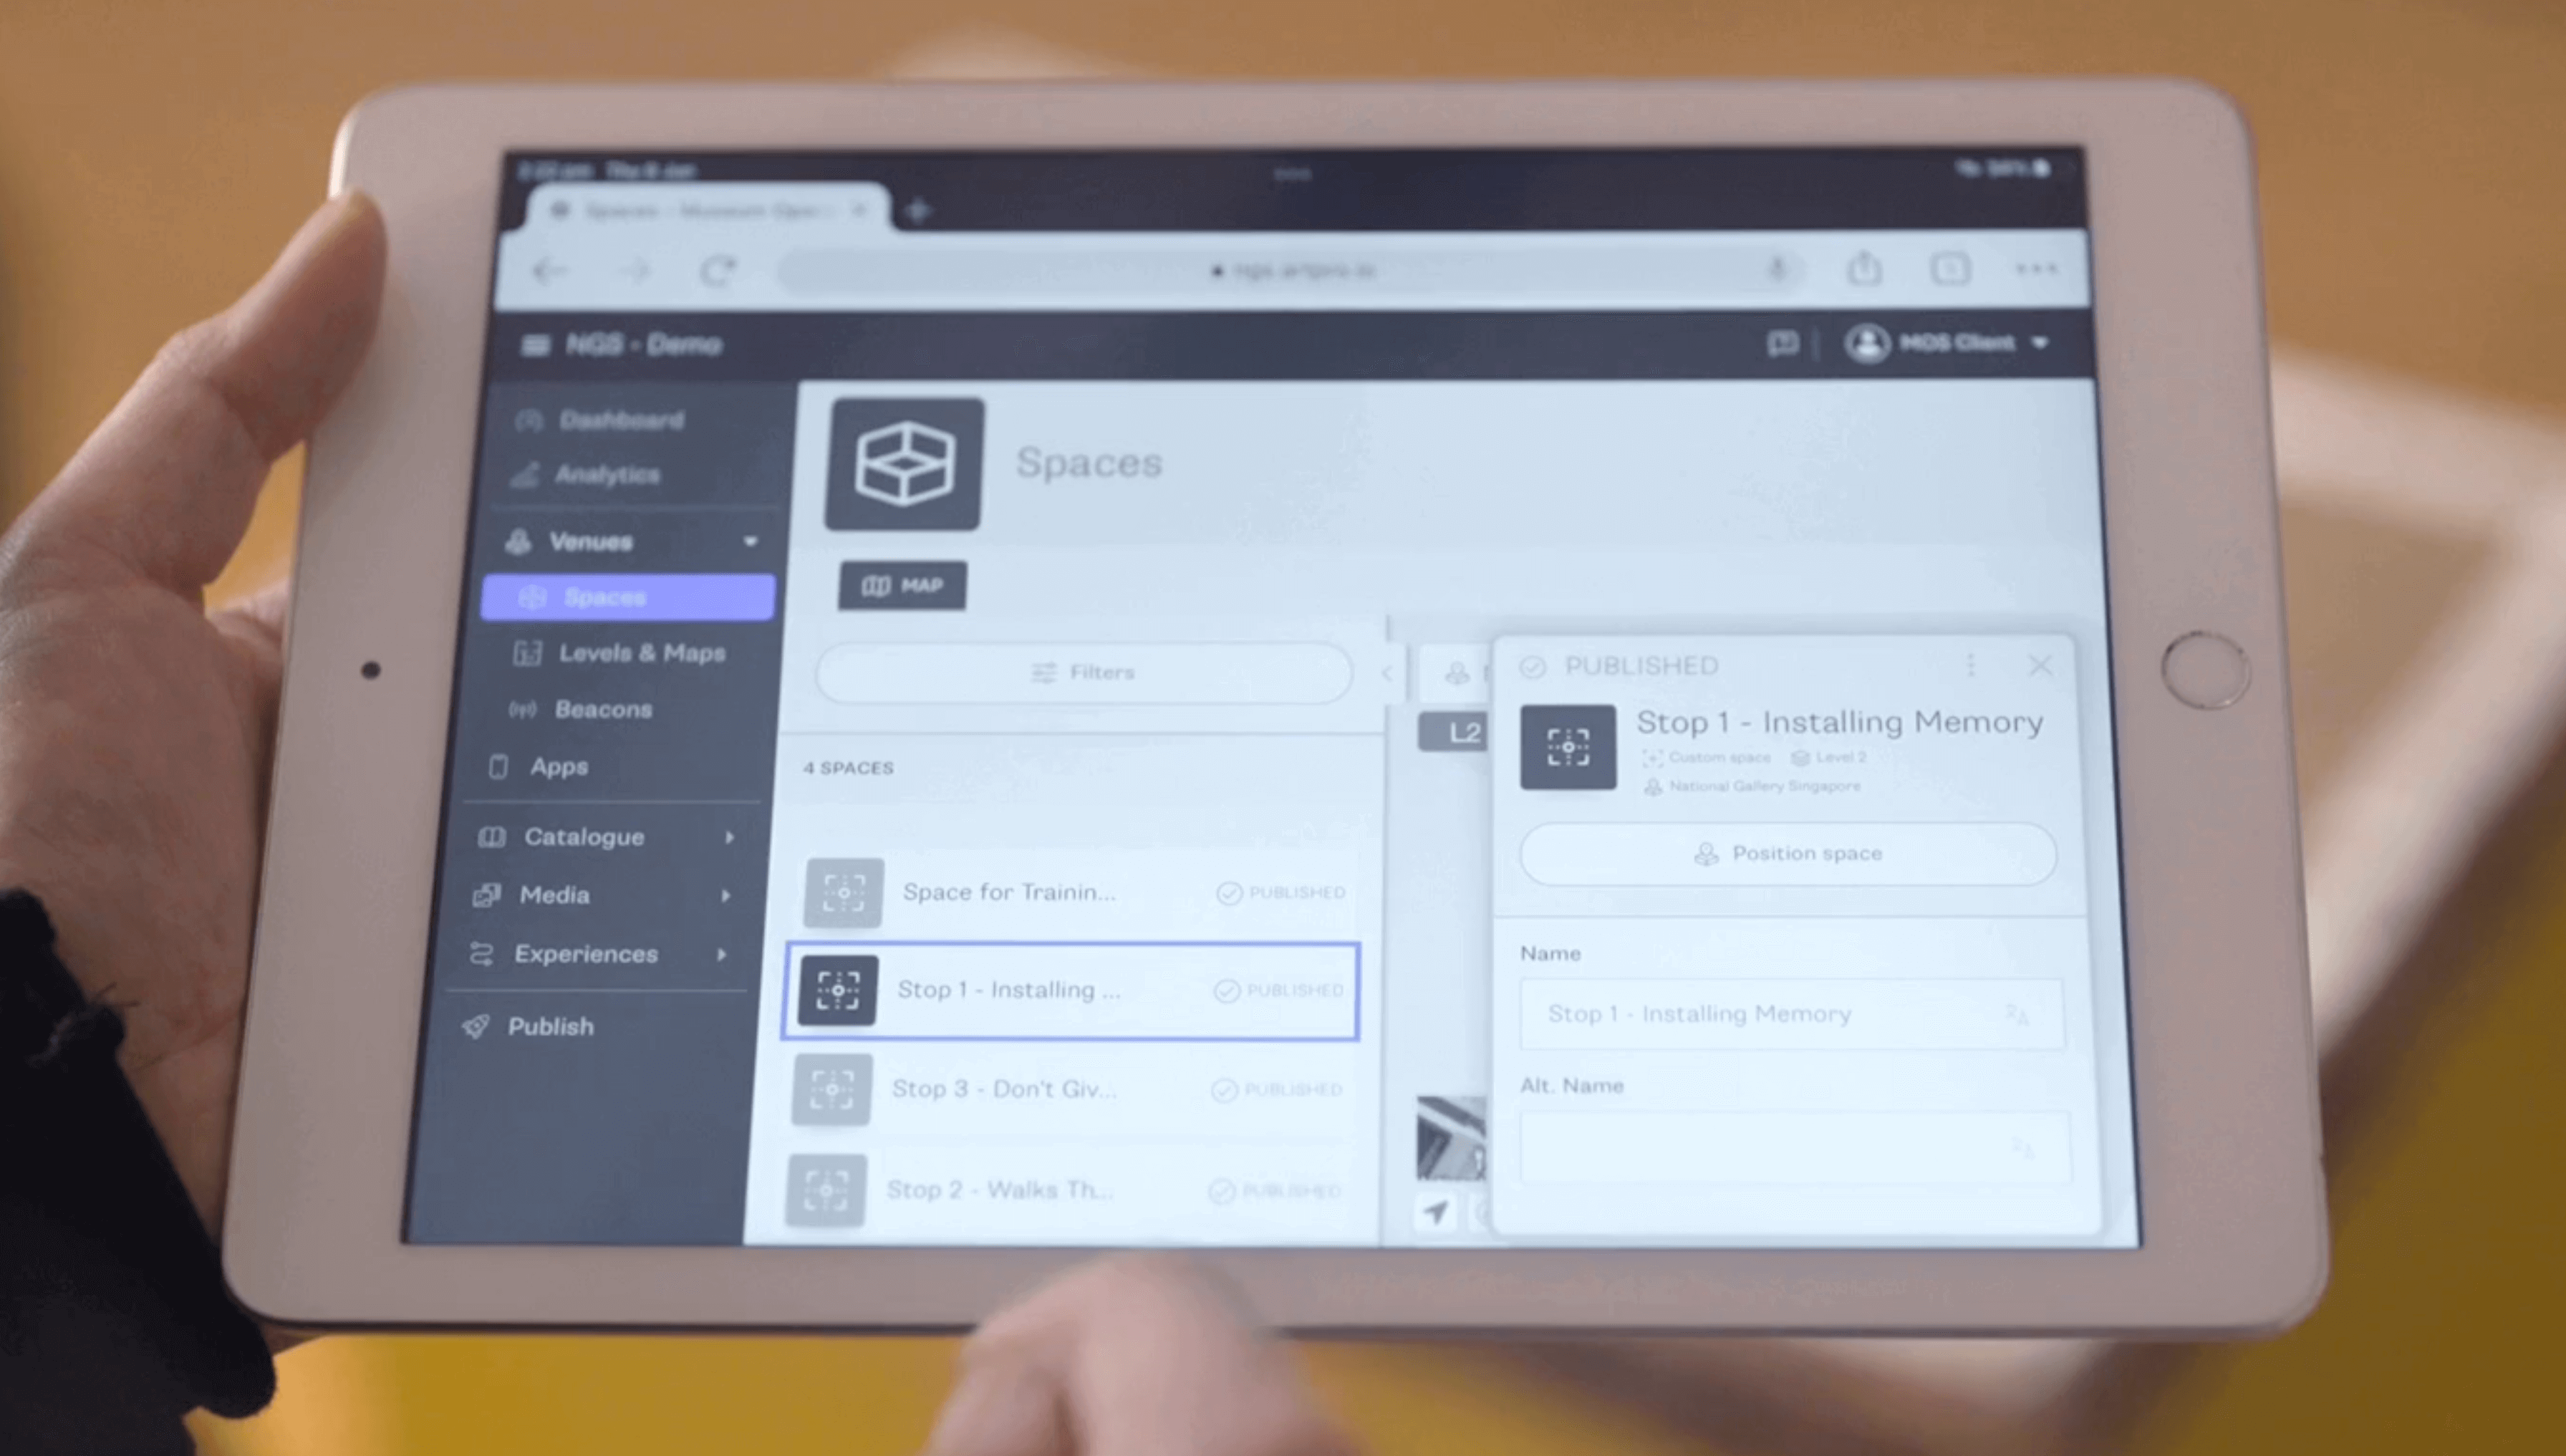 Spaces - Museum Oper
NGS - Demo
MOS Client
Dashboard
Analytics
Venues
Spaces
Levels & Maps
Beacons
Apps
Catalogue
Media
Experiences
Publish
Spaces
MAP
Filters
4 SPACES
Space for Trainin... PUBLISHED
Stop 1 - Installing ... PUBLISHED
Stop 3 - Don't Giv... PUBLISHED
Stop 2 - Walks Th... PUBLISHED
L2
PUBLISHED
Stop 1 - Installing Memory
Custom space Level 2
National Gallery Singapore
Position space
Name
Stop 1 - Installing Memory
Alt. Name